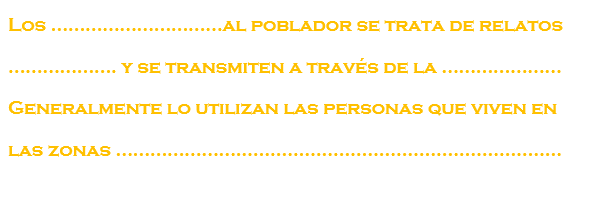 Los ..............................al poblador se trata de relatos
................... y se transmiten a través de la .....................
Generalmente lo utilizan las personas que viven en
las zonas ..............................................................................